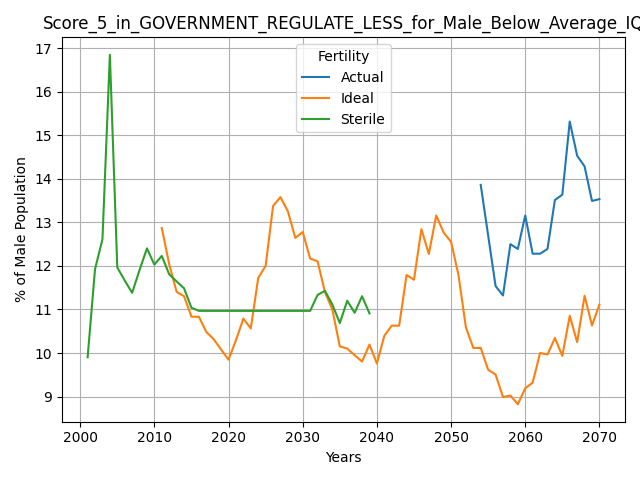 Score_5_in_GOVERNMENT_REGULATE_LESS_for_Male_Below_Average_IQ
Fertility
Actual
Ideal
Sterile
% of Male Population
17
16
15
14
13
12
11
10
9
2000 2010 2020 2030 2040 2050 2060 2070
Years